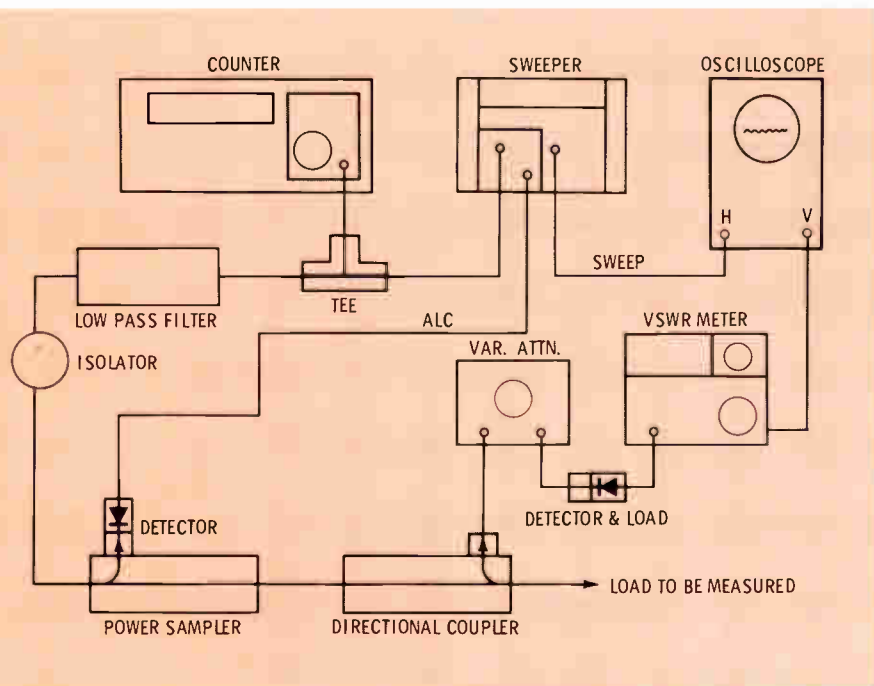 COUNTER
SWEEPER
OSCILLOSCOPE
H
V
SWEEP
TEE
LOW PASS FILTER
ALC
VSWR METER
ISOLATOR
VAR. ATTN.
DETECTOR
DETECTOR & LOAD
LOAD TO BE MEASURED
POWER SAMPLER
DIRECTIONAL COUPLER